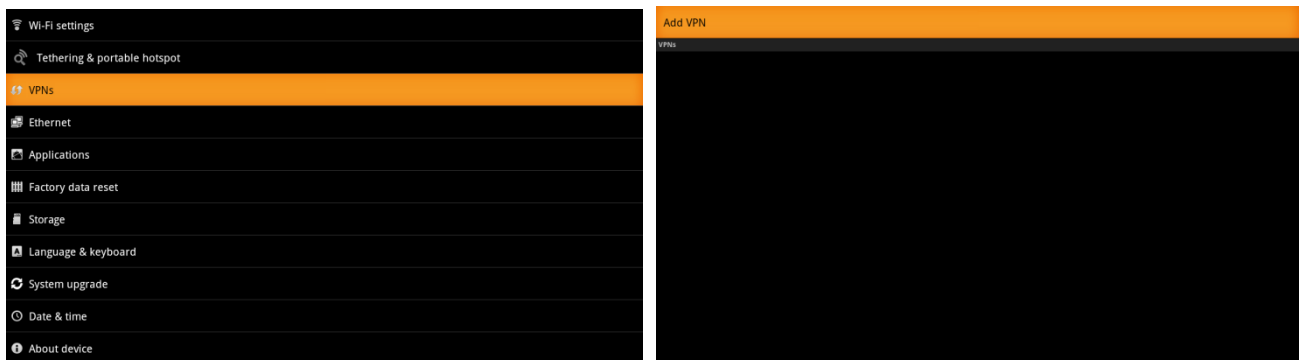 Wi-Fi settings
Tethering & portable hotspot
VPNs
Ethernet
Applications
Factory data reset
Storage
Language & keyboard
System upgrade
Date & time
About device
Add VPN
VPNs